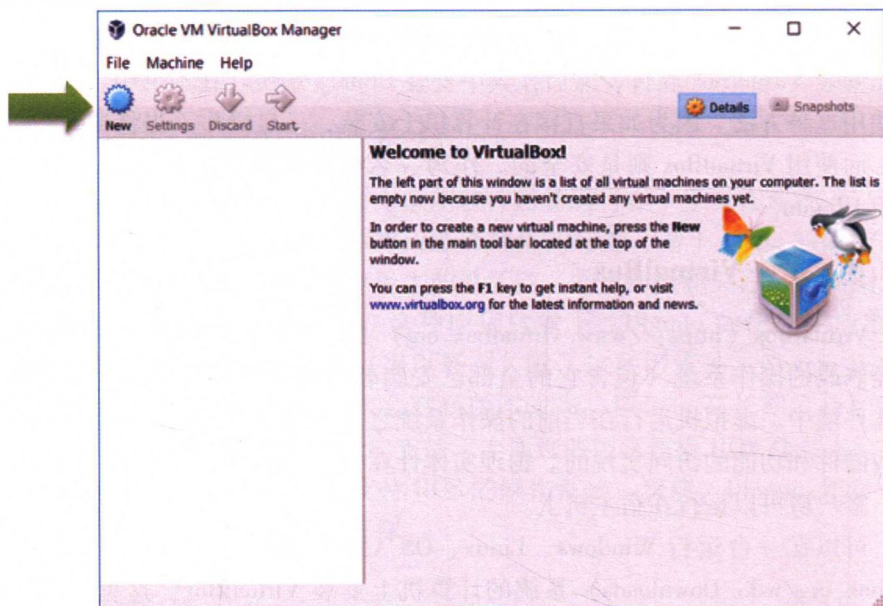 Oracle VM VirtualBox Manager
File Machine Help
New Settings Discard Start
Details Snapshots
Welcome to VirtualBox!
The left part of this window is a list of all virtual machines on your computer. The list is
empty now because you haven't created any virtual machines yet.
In order to create a new virtual machine, press the New
button in the main tool bar located at the top of the
window.
You can press the F1 key to get instant help, or visit
www.virtualbox.org for the latest information and news.